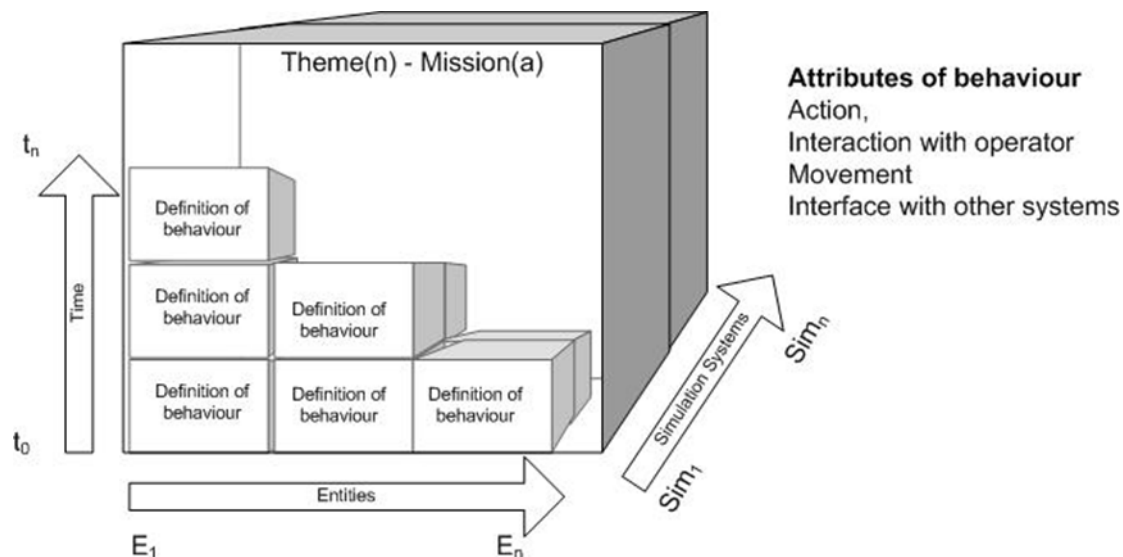 Theme(n) - Mission(a)
Attributes of behaviour
Action,
Interaction with operator
Movement
Interface with other systems
tn
Time
t0
Definition of
behaviour
Definition of
behaviour
Definition of
behaviour
Definition of
behaviour
Definition of
behaviour
Definition of
behaviour
Simulation Systems
Simn
Sim1
Entities
E1
En